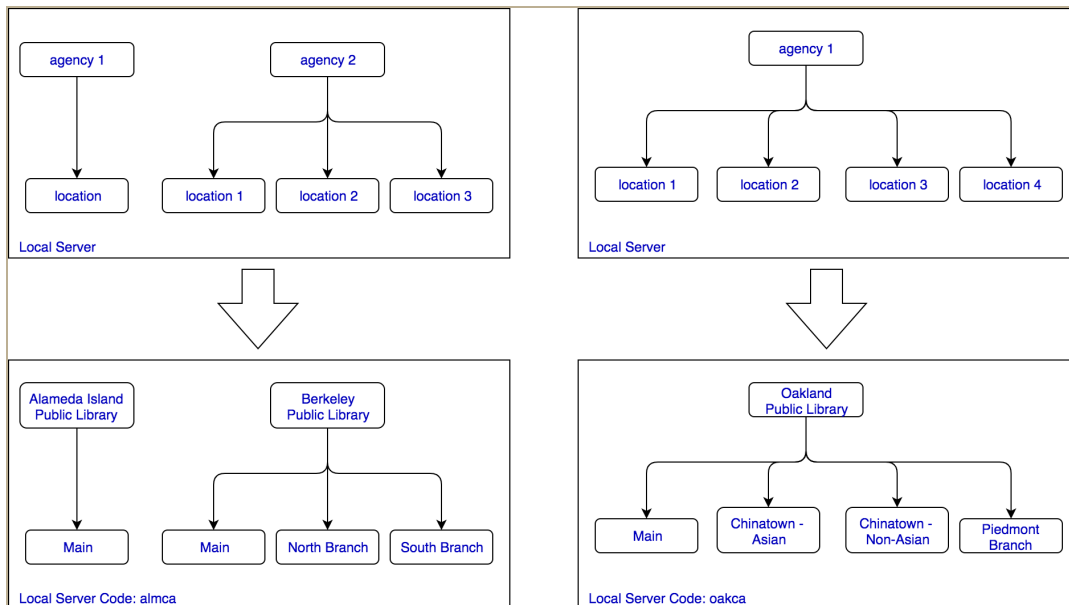 agency 1
agency 2
location
location 1
location 2
location 3
Local Server
agency 1
location 1
location 2
location 3
location 4
Local Server
Alameda Island
Public Library
Berkeley
Public Library
Main
Main
North Branch
South Branch
Local Server Code: almca
Oakland
Public Library
Main
Chinatown -
Asian
Chinatown -
Non-Asian
Piedmont
Branch
Local Server Code: oakca